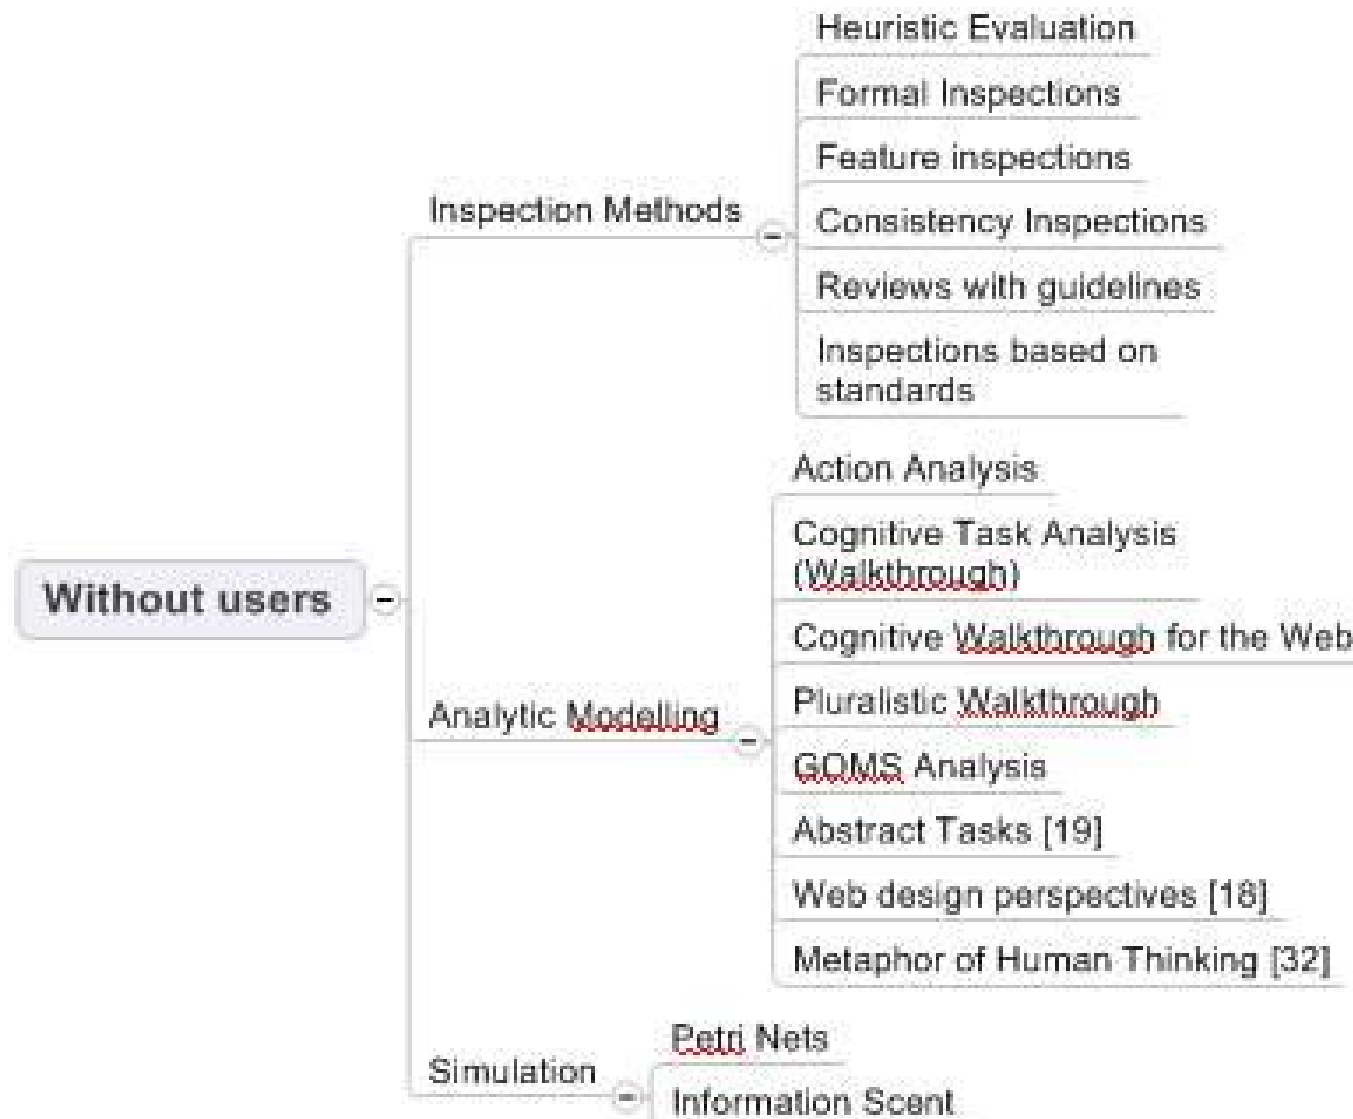 Without users
Inspection Methods
Heuristic Evaluation
Formal Inspections
Feature inspections
Consistency Inspections
Reviews with guidelines
Inspections based on
standards
Analytic Modelling
Action Analysis
Cognitive Task Analysis
(Walkthrough)
Cognitive Walkthrough for the Web
Pluralistic Walkthrough
GOMS Analysis
Abstract Tasks [19]
Web design perspectives [18]
Metaphor of Human Thinking [32]
Simulation
Petri Nets
Information Scent